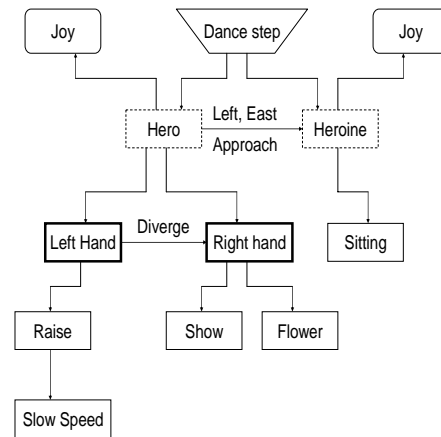 Joy
Dance step
Joy
Hero
Left, East
Approach
Heroine
Left Hand
Diverge
Right hand
Sitting
Raise
Show
Flower
Slow Speed